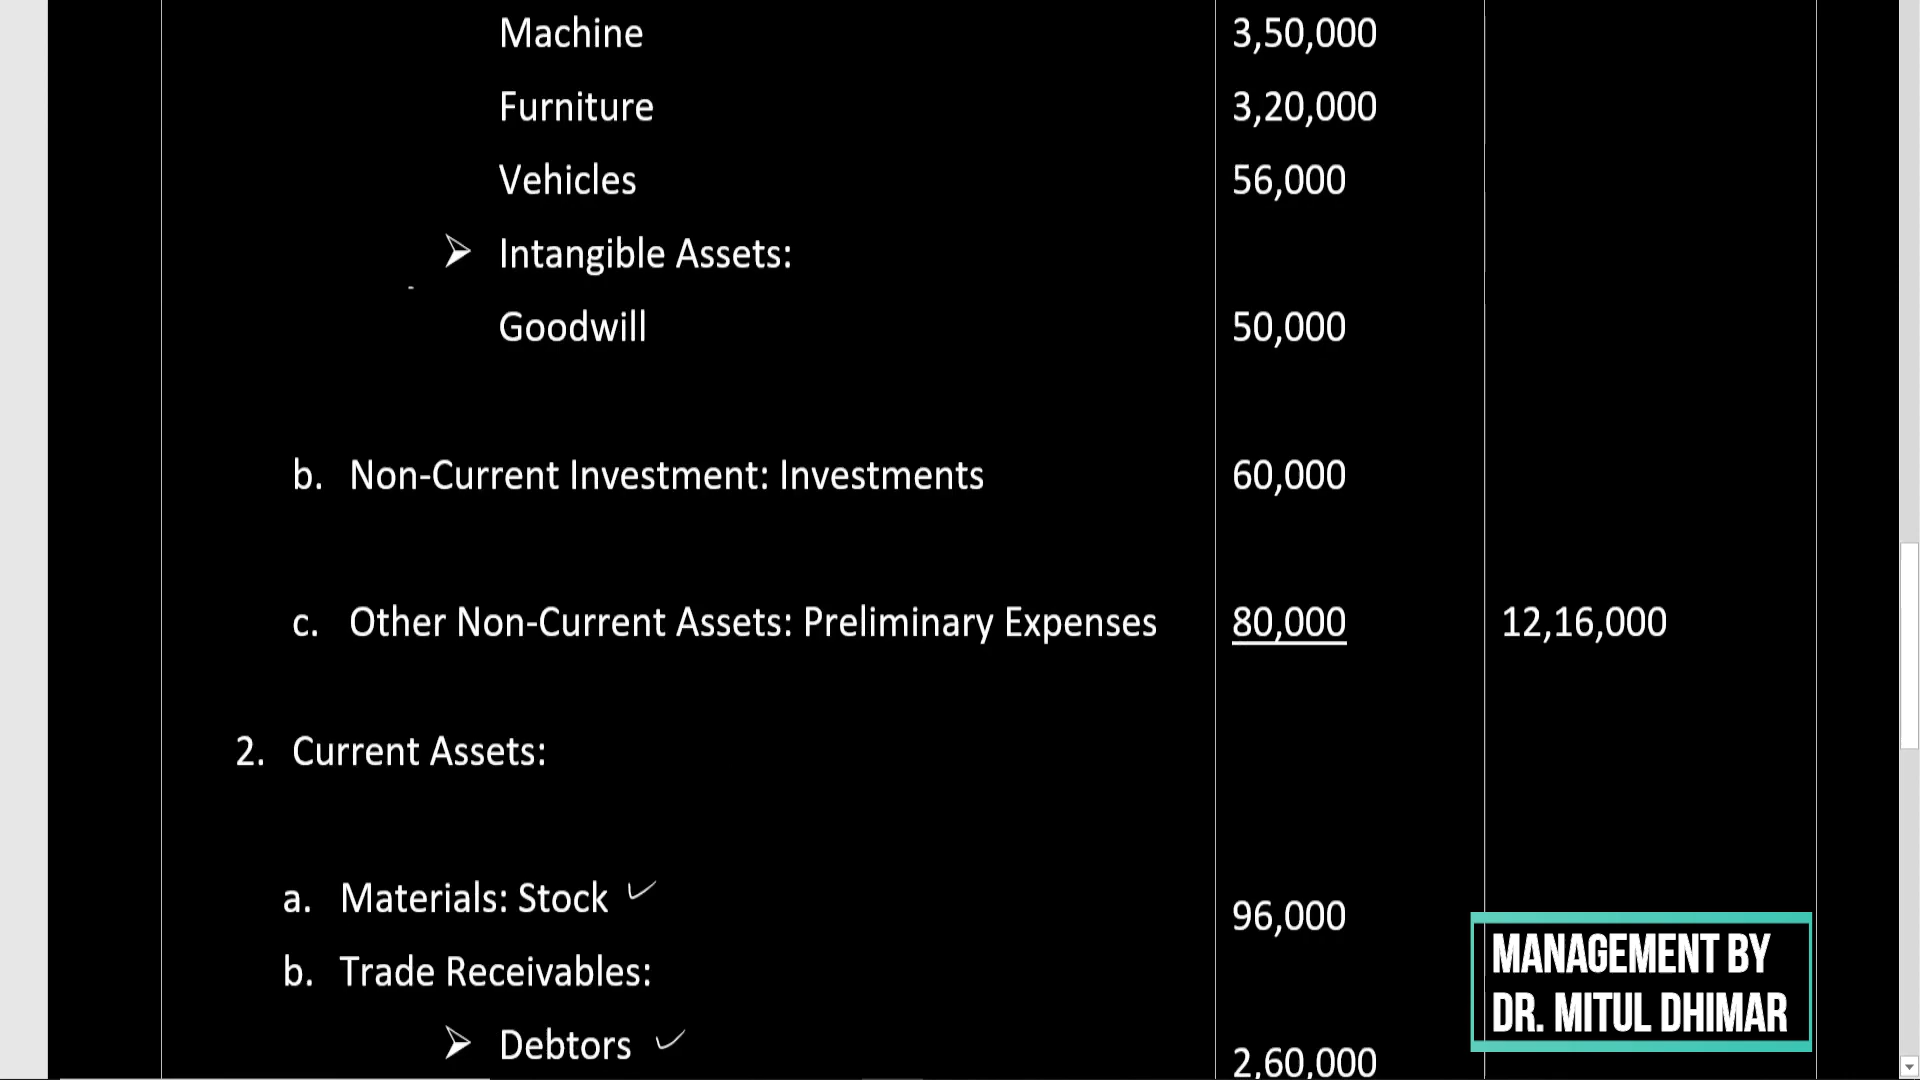 Machine 3,50,000
Furniture 3,20,000
Vehicles 56,000
➢ Intangible Assets:
Goodwill 50,000
b. Non-Current Investment: Investments 60,000
c. Other Non-Current Assets: Preliminary Expenses 80,000 12,16,000
2. Current Assets:
a. Materials: Stock ✓ 96,000
b. Trade Receivables:
➢ Debtors ✓ 2,60,000
MANAGEMENT BY
DR. MITUL DHIMAR